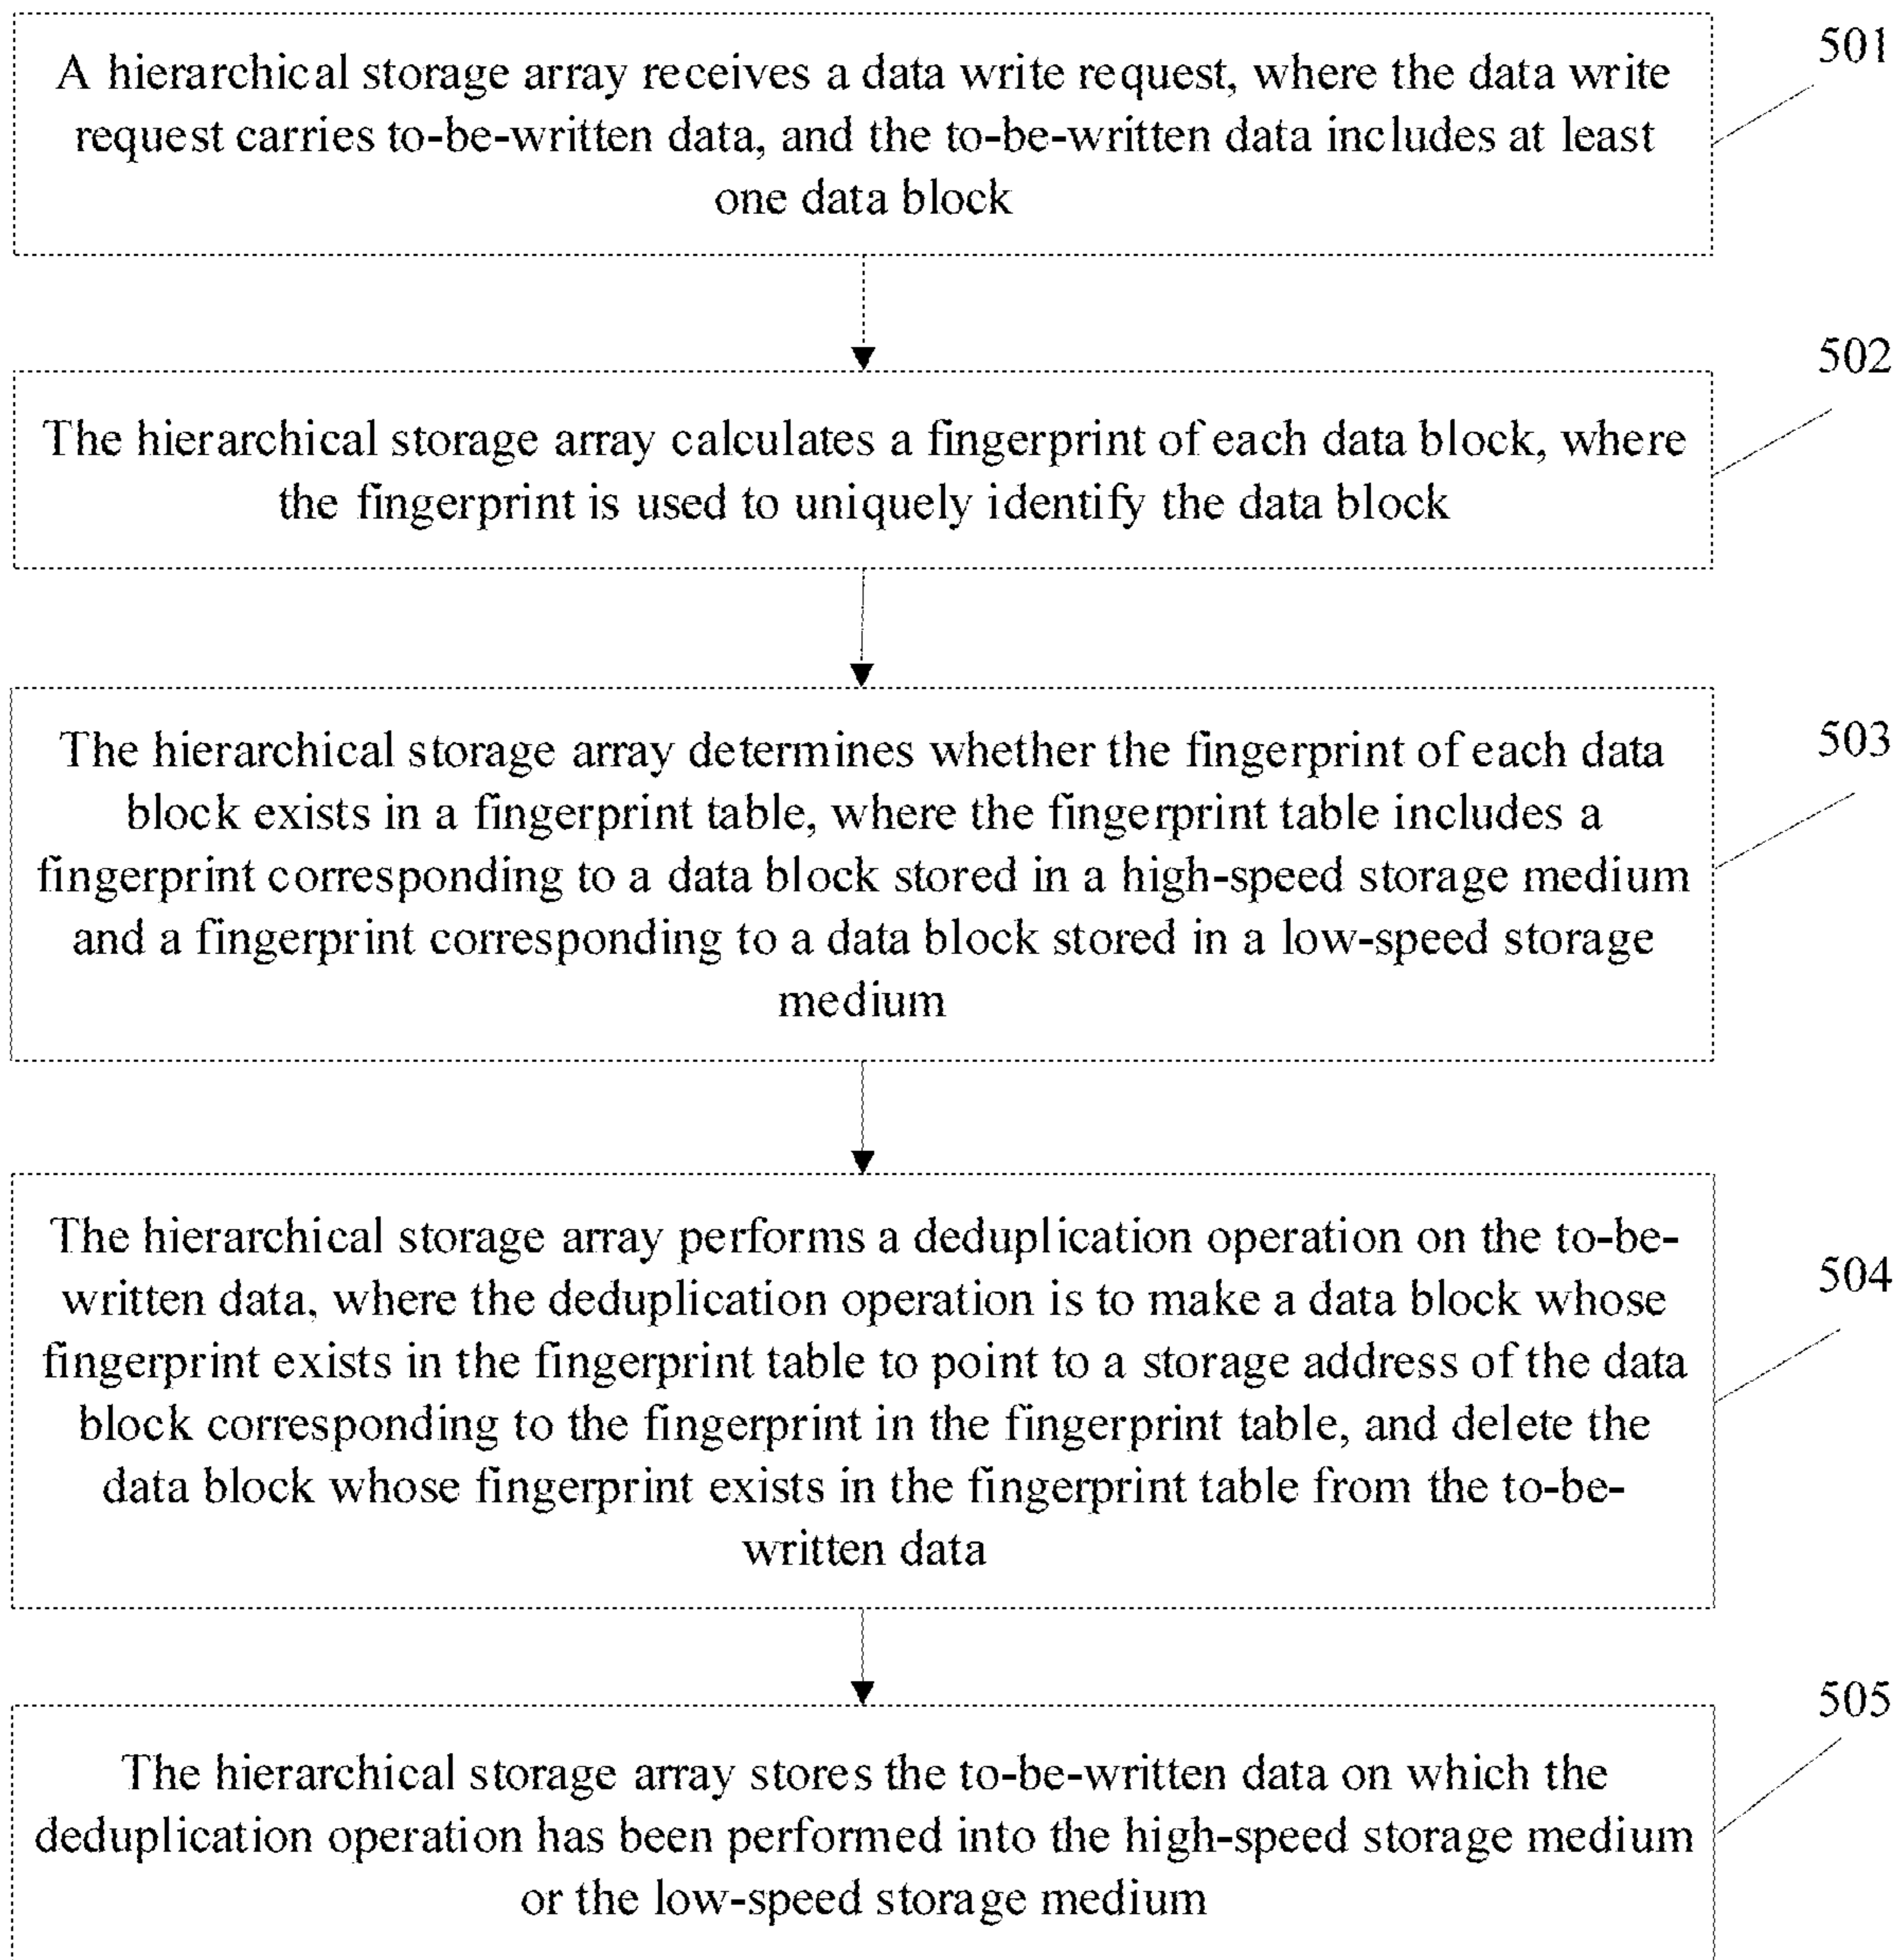 A hierarchical storage array receives a data write request, where the data write
request carries to-be-written data, and the to-be-written data includes at least
one data block
501
The hierarchical storage array calculates a fingerprint of each data block, where
the fingerprint is used to uniquely identify the data block
502
The hierarchical storage array determines whether the fingerprint of each data
block exists in a fingerprint table, where the fingerprint table includes a
fingerprint corresponding to a data block stored in a high-speed storage medium
and a fingerprint corresponding to a data block stored in a low-speed storage
medium
503
The hierarchical storage array performs a deduplication operation on the to-be-
written data, where the deduplication operation is to make a data block whose
fingerprint exists in the fingerprint table to point to a storage address of the data
block corresponding to the fingerprint in the fingerprint table, and delete the
data block whose fingerprint exists in the fingerprint table from the to-be-
written data
504
The hierarchical storage array stores the to-be-written data on which the
deduplication operation has been performed into the high-speed storage medium
or the low-speed storage medium
505